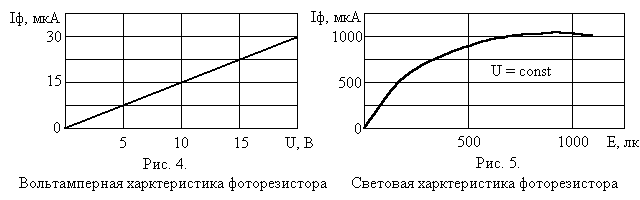 Iф, мкА
30
15
0
5
10
15
U, В
Рис. 4.
Вольтамперная харктеристика фоторезистора
Iф, мкА
1000
500
0
U = const
500
1000
E, лк
Рис. 5.
Световая харктеристика фоторезистора